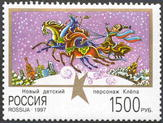 Новый детский персонаж Клёпа
РОССИЯ 1500 РУБ.
ROSSIJA · 1997